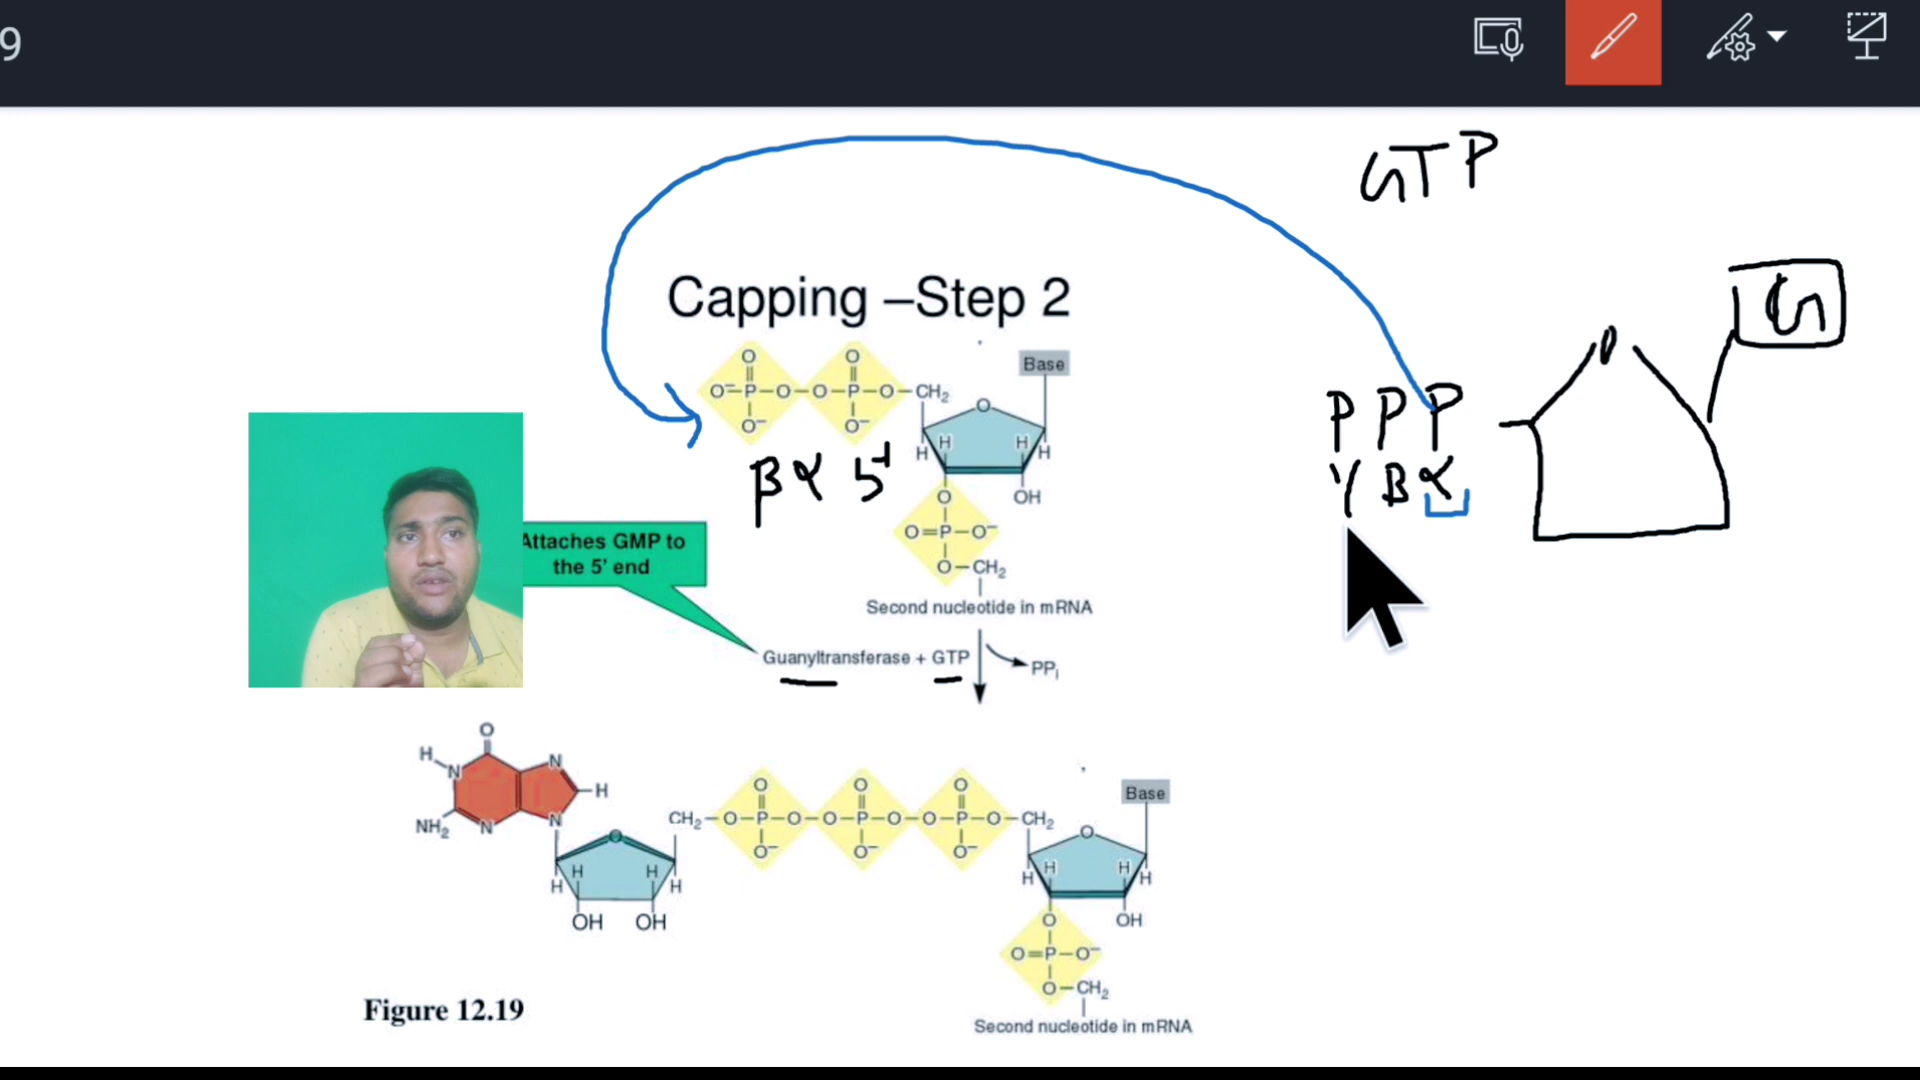 9
GTP
G
Capping –Step 2
O O Base
O⁻–P–O–O–P–O–CH₂
O⁻ O⁻ O
H H
H H
P P P
O
β α 5'
γ B α
O OH
O=P–O⁻
O–CH₂
Attaches GMP to
the 5' end
Second nucleotide in mRNA
Guanyltransferase + GTP
PPᵢ
O
H N N H
NH₂ N N
O O O Base
CH₂–O–P–O–O–P–O–O–P–O–CH₂
O⁻ O⁻ O⁻
O O
H H H H
H H H H
OH OH
O OH
O=P–O⁻
O–CH₂
Figure 12.19
Second nucleotide in mRNA